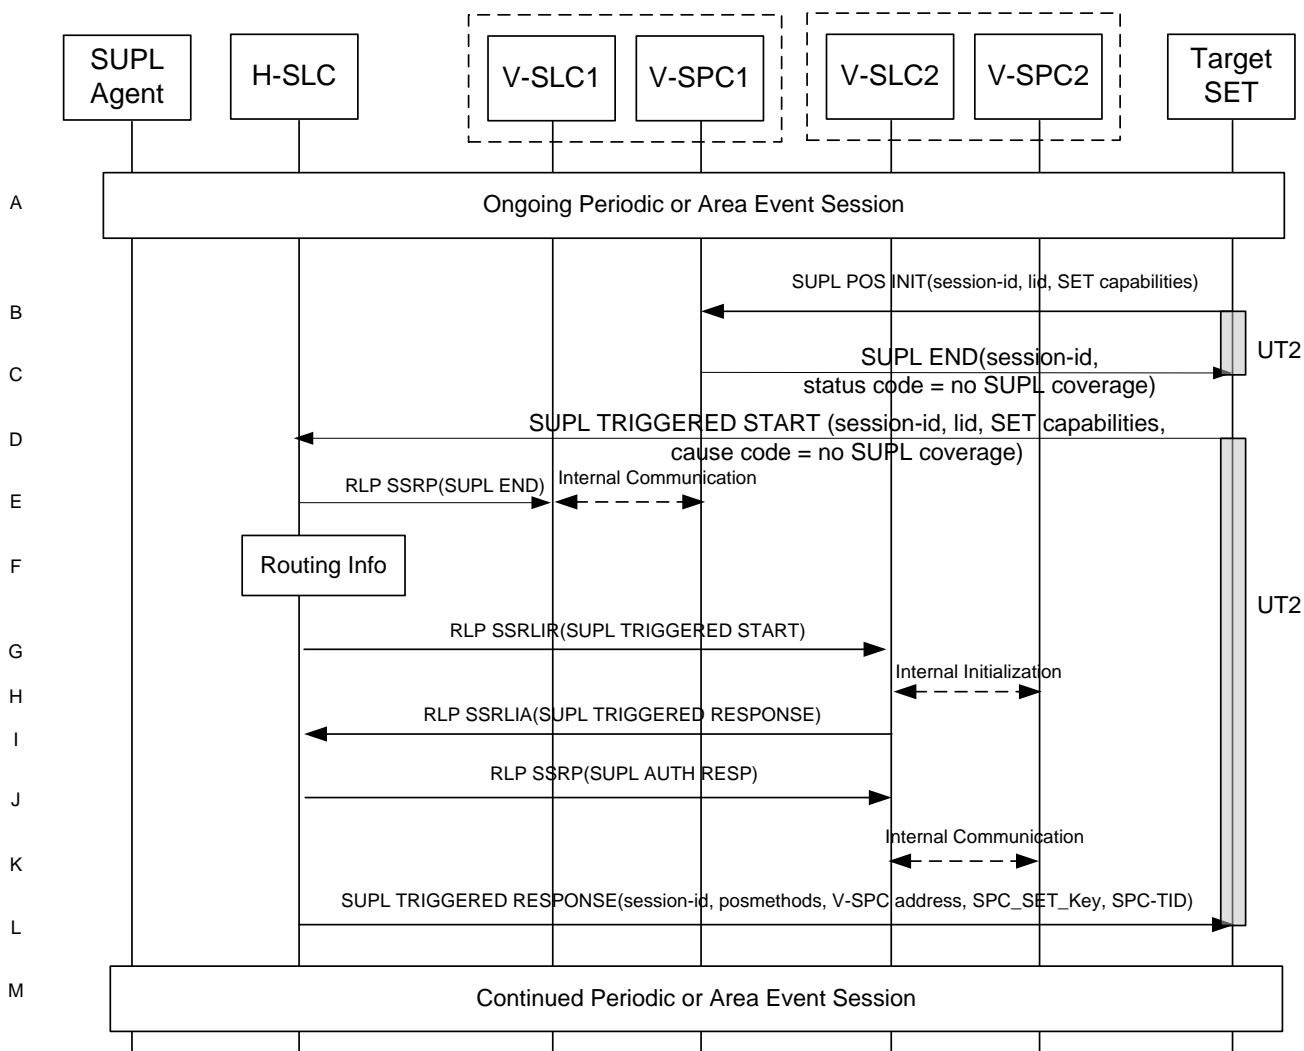 SUPL
Agent
H-SLC
V-SLC1
V-SPC1
V-SLC2
V-SPC2
Target
SET
A
Ongoing Periodic or Area Event Session
SUPL POS INIT(session-id, lid, SET capabilities)
B
UT2
SUPL END(session-id,
status code = no SUPL coverage)
C
SUPL TRIGGERED START (session-id, lid, SET capabilities,
cause code = no SUPL coverage)
D
RLP SSRP(SUPL END)
Internal Communication
E
Routing Info
F
UT2
RLP SSRLIR(SUPL TRIGGERED START)
G
Internal Initialization
H
RLP SSRLIA(SUPL TRIGGERED RESPONSE)
I
RLP SSRP(SUPL AUTH RESP)
J
Internal Communication
K
SUPL TRIGGERED RESPONSE(session-id, posmethods, V-SPC address, SPC_SET_Key, SPC-TID)
L
M
Continued Periodic or Area Event Session